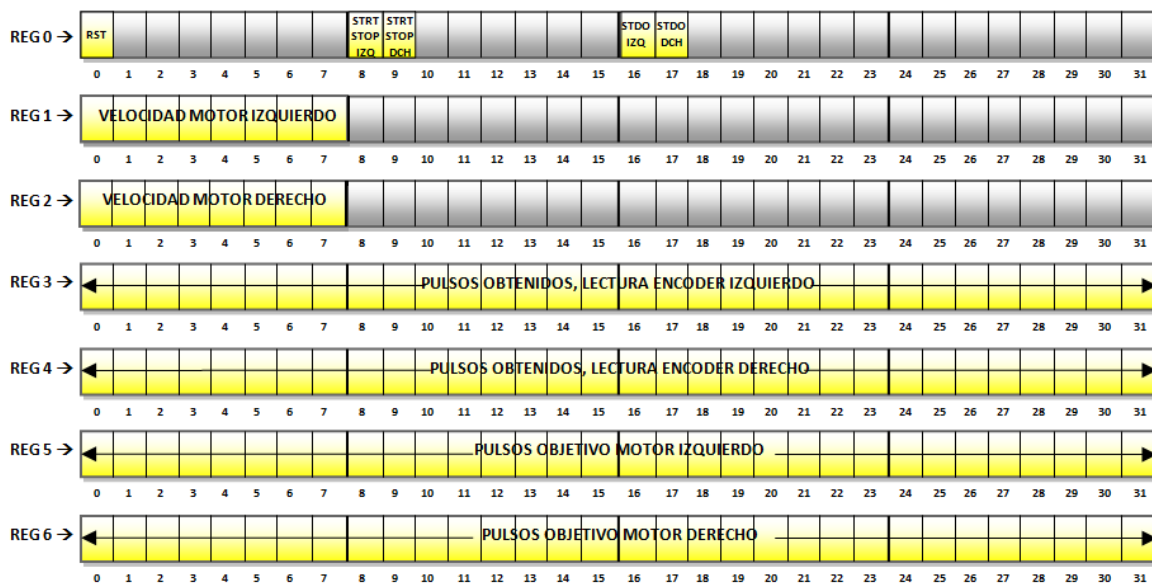 REG 0 → RST STRT STOP IZQ STRT STOP DCH STDO IZQ STDO DCH
0 1 2 3 4 5 6 7 8 9 10 11 12 13 14 15 16 17 18 19 20 21 22 23 24 25 26 27 28 29 30 31
REG 1 → VELOCIDAD MOTOR IZQUIERDO
0 1 2 3 4 5 6 7 8 9 10 11 12 13 14 15 16 17 18 19 20 21 22 23 24 25 26 27 28 29 30 31
REG 2 → VELOCIDAD MOTOR DERECHO
0 1 2 3 4 5 6 7 8 9 10 11 12 13 14 15 16 17 18 19 20 21 22 23 24 25 26 27 28 29 30 31
REG 3 → PULSOS OBTENIDOS, LECTURA ENCODER IZQUIERDO
0 1 2 3 4 5 6 7 8 9 10 11 12 13 14 15 16 17 18 19 20 21 22 23 24 25 26 27 28 29 30 31
REG 4 → PULSOS OBTENIDOS, LECTURA ENCODER DERECHO
0 1 2 3 4 5 6 7 8 9 10 11 12 13 14 15 16 17 18 19 20 21 22 23 24 25 26 27 28 29 30 31
REG 5 → PULSOS OBJETIVO MOTOR IZQUIERDO
0 1 2 3 4 5 6 7 8 9 10 11 12 13 14 15 16 17 18 19 20 21 22 23 24 25 26 27 28 29 30 31
REG 6 → PULSOS OBJETIVO MOTOR DERECHO
0 1 2 3 4 5 6 7 8 9 10 11 12 13 14 15 16 17 18 19 20 21 22 23 24 25 26 27 28 29 30 31